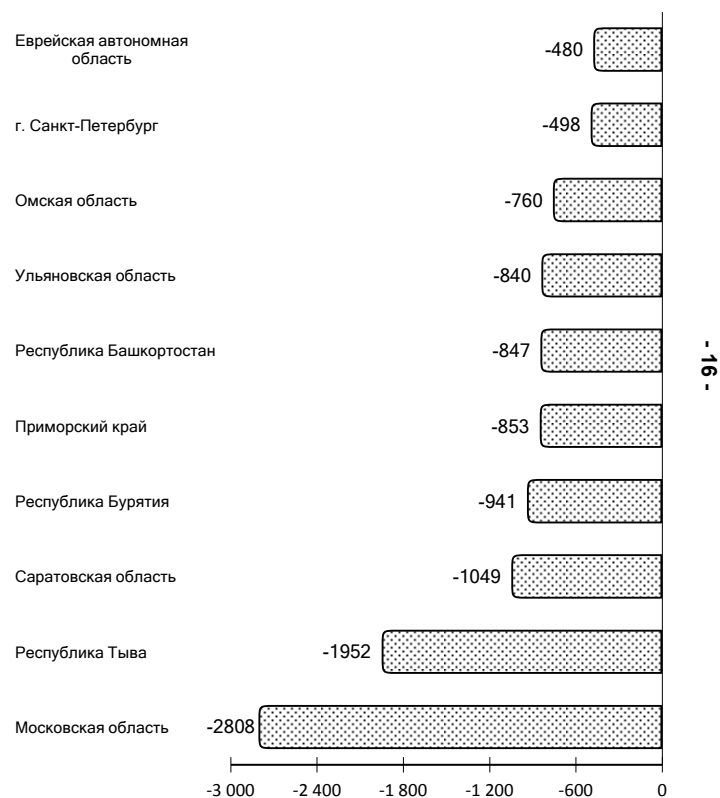 Еврейская автономная
область
-480
г. Санкт-Петербург
-498
Омская область
-760
Ульяновская область
-840
Республика Башкортостан
-847
Приморский край
-853
Республика Бурятия
-941
Саратовская область
-1049
Республика Тыва
-1952
Московская область
-2808
-3 000 -2 400 -1 800 -1 200 -600 0
- 16 -